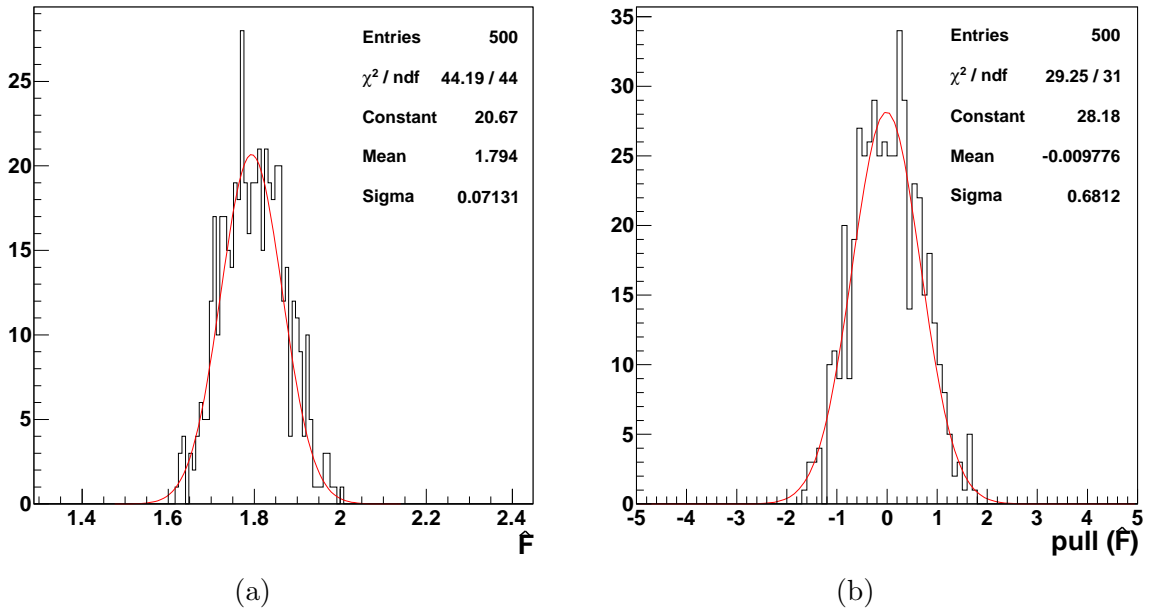 Entries 500
χ² / ndf 44.19 / 44
Constant 20.67
Mean 1.794
Sigma 0.07131
25
20
15
10
5
0
1.4 1.6 1.8 2 2.2 2.4
F̂
(a)
Entries 500
χ² / ndf 29.25 / 31
Constant 28.18
Mean -0.009776
Sigma 0.6812
35
30
25
20
15
10
5
0
-5 -4 -3 -2 -1 0 1 2 3 4 5
pull (F̂)
(b)